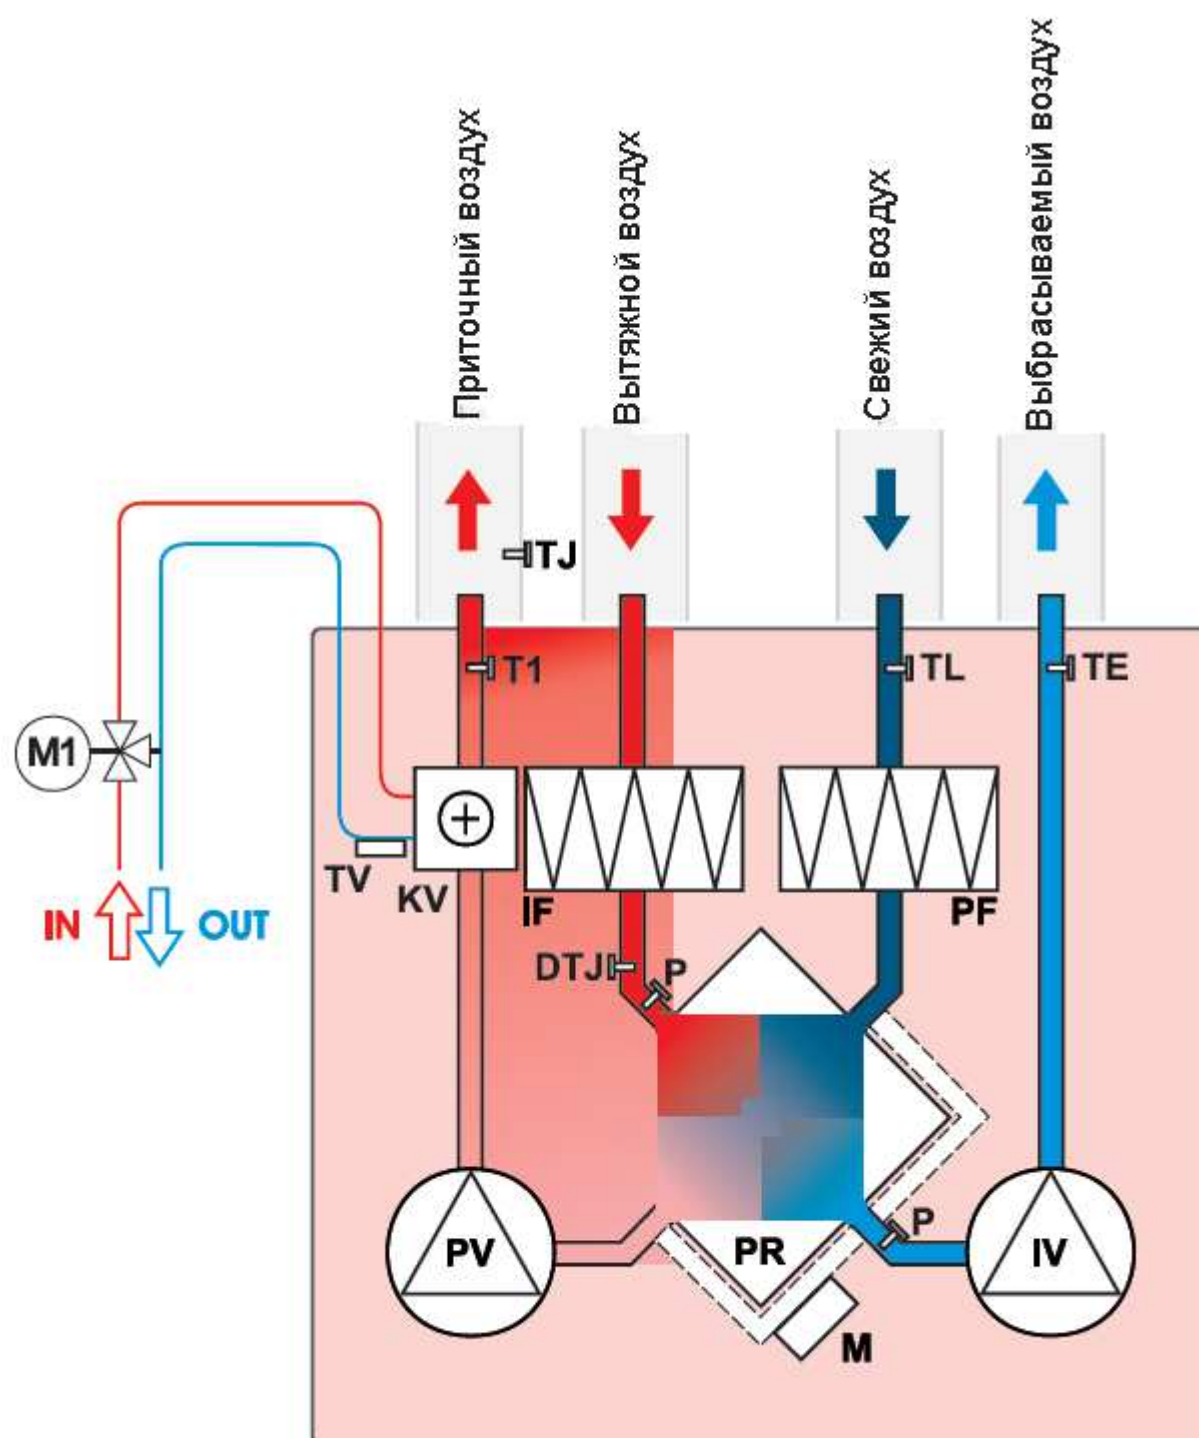 Приточный воздух
Вытяжной воздух
Свежий воздух
Выбрасываемый воздух
TJ
T1
TL
TE
M1
TV
KV
IF
PF
IN
OUT
DTJ
P
PV
PR
P
IV
M